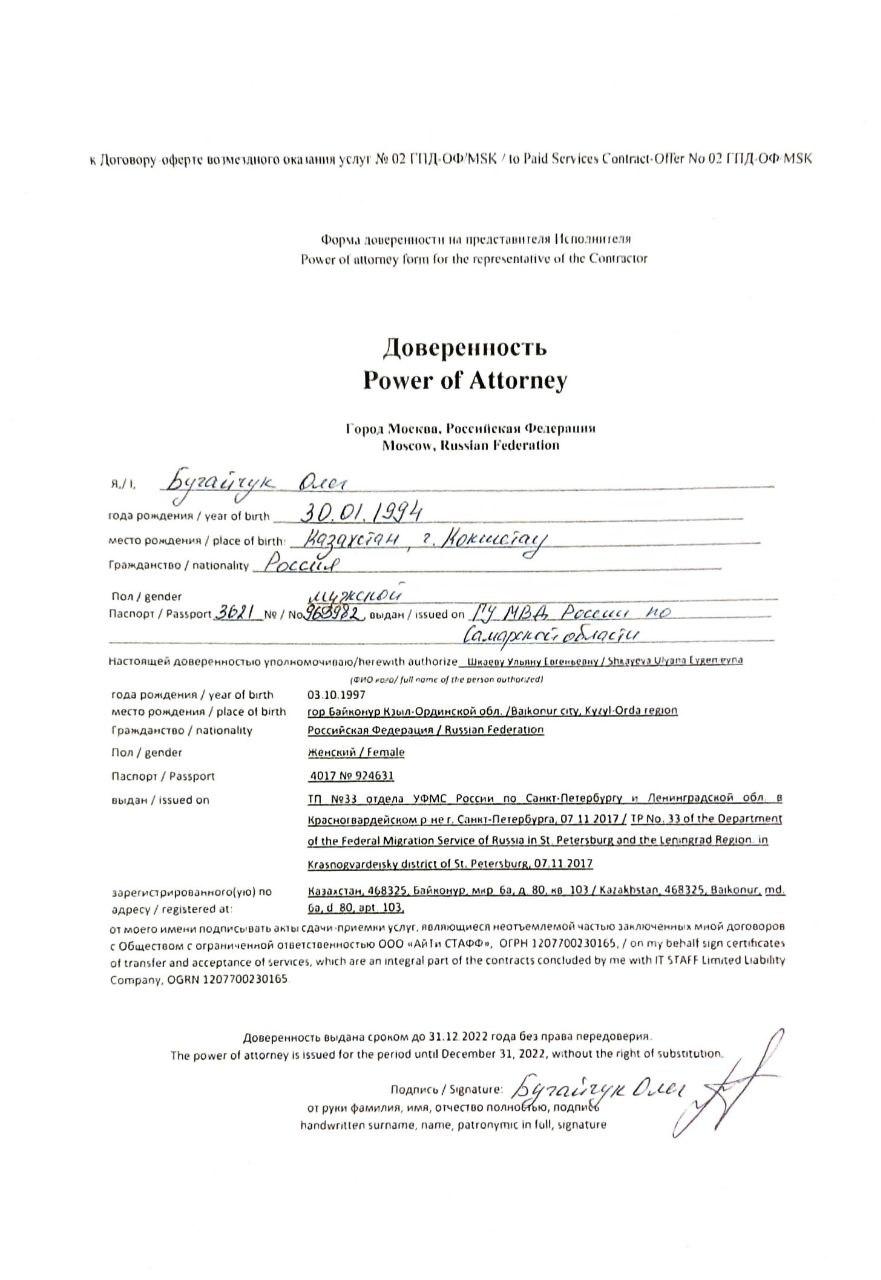 к Договору-оферте возмездного оказания услуг № 02 ГПД-ОФ/MSK / to Paid Services Contract-Offer No 02 ГПД-ОФ MSK
Форма доверенности на представителя Исполнителя
Power of attorney form for the representative of the Contractor
Доверенность
Power of Attorney
Город Москва, Российская Федерация
Moscow, Russian Federation
Я,/ I, Бугайчук Олег
года рождения / year of birth 30.01.1994
место рождения / place of birth: Казахстан, г. Кокшетау
Гражданство / nationality Россия
Пол / gender мужской
Паспорт / Passport 3621 № / No 969982, выдан / issued on ГУ МВД России по
Самарской области
Настоящей доверенностью уполномочиваю/herewith authorize Шкаеву Ульяну Евгеньевну / Shkayeva Ulyana Evgenievna
(ФИО кого/ full name of the person authorized)
года рождения / year of birth 03.10.1997
место рождения / place of birth гор Байконур Кзыл-Ординской обл. /Baikonur city, Kyzyl-Orda region
Гражданство / nationality Российская Федерация / Russian Federation
Пол / gender Женский / Female
Паспорт / Passport 4017 № 924631
выдан / issued on ТП №33 отдела УФМС России по Санкт-Петербургу и Ленинградской обл. в
Красногвардейском р-не г. Санкт-Петербурга, 07 11 2017 / TP No. 33 of the Department
of the Federal Migration Service of Russia in St. Petersburg and the Leningrad Region. in
Krasnogvardeisky district of St. Petersburg, 07.11 2017
зарегистрированного(ую) по Казахстан, 468325, Байконур, мкр 6а, д. 80, кв. 103 / Kazakhstan, 468325, Baikonur, md.
адресу / registered at: 6a, d 80, apt 103,
от моего имени подписывать акты сдачи-приемки услуг, являющиеся неотъемлемой частью заключенных мной договоров
с Обществом с ограниченной ответственностью ООО «АйТи СТАФФ», ОГРН 1207700230165, / on my behalf sign certificates
of transfer and acceptance of services, which are an integral part of the contracts concluded by me with IT STAFF Limited Liability
Company, OGRN 1207700230165
Доверенность выдана сроком до 31.12 2022 года без права передоверия.
The power of attorney is issued for the period until December 31, 2022, without the right of substitution.
Подпись / Signature: Бугайчук Олег
от руки фамилия, имя, отчество полностью, подпись
handwritten surname, name, patronymic in full, signature